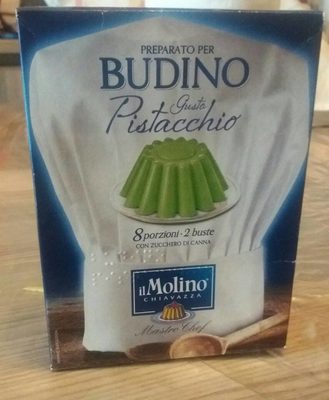 PREPARATO PER
BUDINO
Gusto
Pistacchio
8 porzioni • 2 buste
CON ZUCCHERO DI CANNA
il Molino
CHIAVAZZA
Mastro Chef